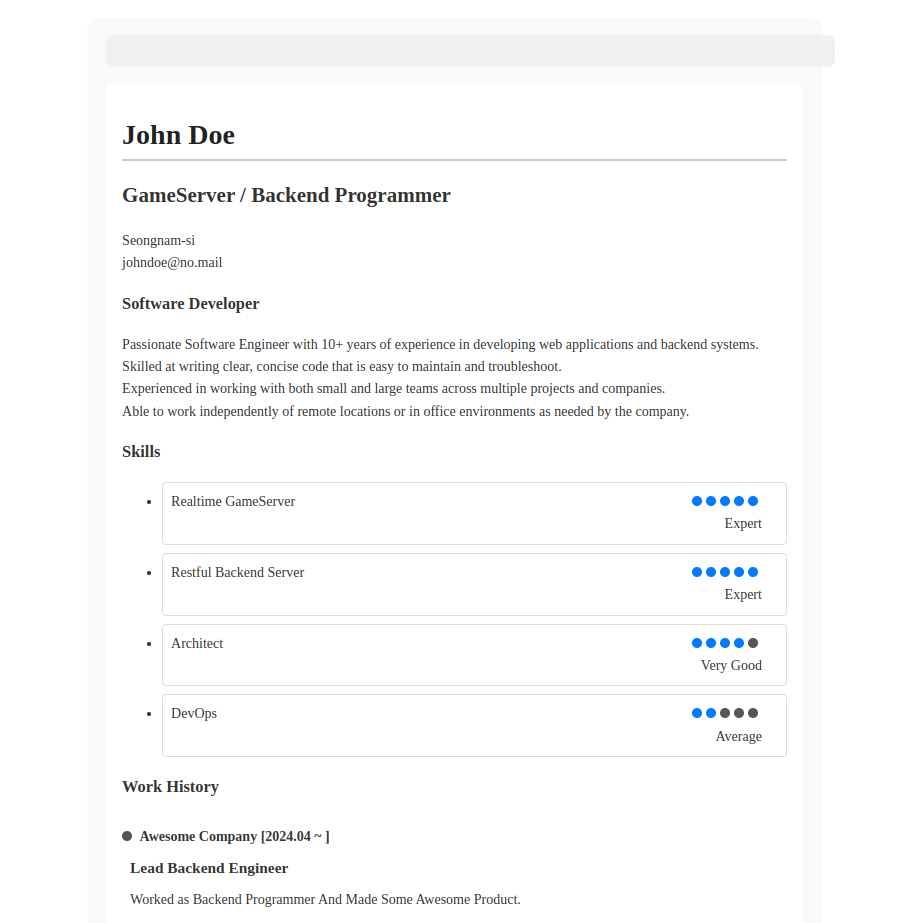 John Doe
GameServer / Backend Programmer
Seongnam-si
johndoe@no.mail
Software Developer
Passionate Software Engineer with 10+ years of experience in developing web applications and backend systems.
Skilled at writing clear, concise code that is easy to maintain and troubleshoot.
Experienced in working with both small and large teams across multiple projects and companies.
Able to work independently of remote locations or in office environments as needed by the company.
Skills
Realtime GameServer
Expert
Restful Backend Server
Expert
Architect
Very Good
DevOps
Average
Work History
Awesome Company [2024.04 ~ ]
Lead Backend Engineer
Worked as Backend Programmer And Made Some Awesome Product.